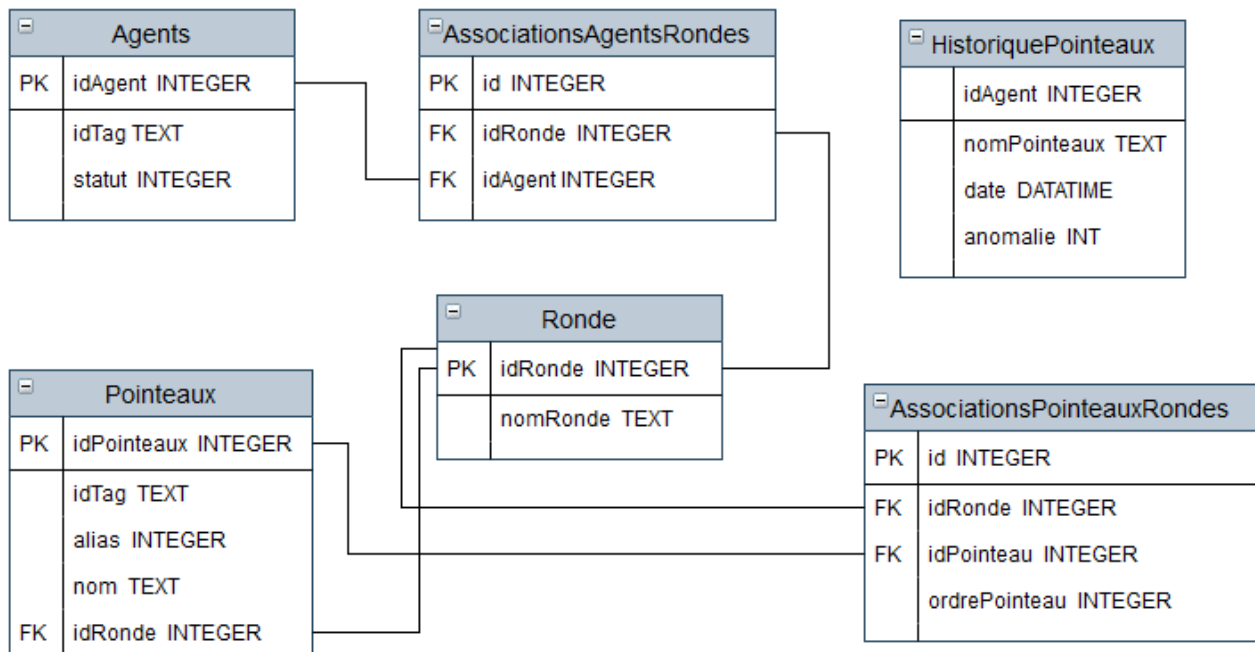 Agents
PK idAgent INTEGER
idTag TEXT
statut INTEGER
AssociationsAgentsRondes
PK id INTEGER
FK idRonde INTEGER
FK idAgent INTEGER
HistoriquePointeaux
idAgent INTEGER
nomPointeaux TEXT
date DATATIME
anomalie INT
Ronde
PK idRonde INTEGER
nomRonde TEXT
Pointeaux
PK idPointeaux INTEGER
idTag TEXT
alias INTEGER
nom TEXT
FK idRonde INTEGER
AssociationsPointeauxRondes
PK id INTEGER
FK idRonde INTEGER
FK idPointeau INTEGER
ordrePointeau INTEGER